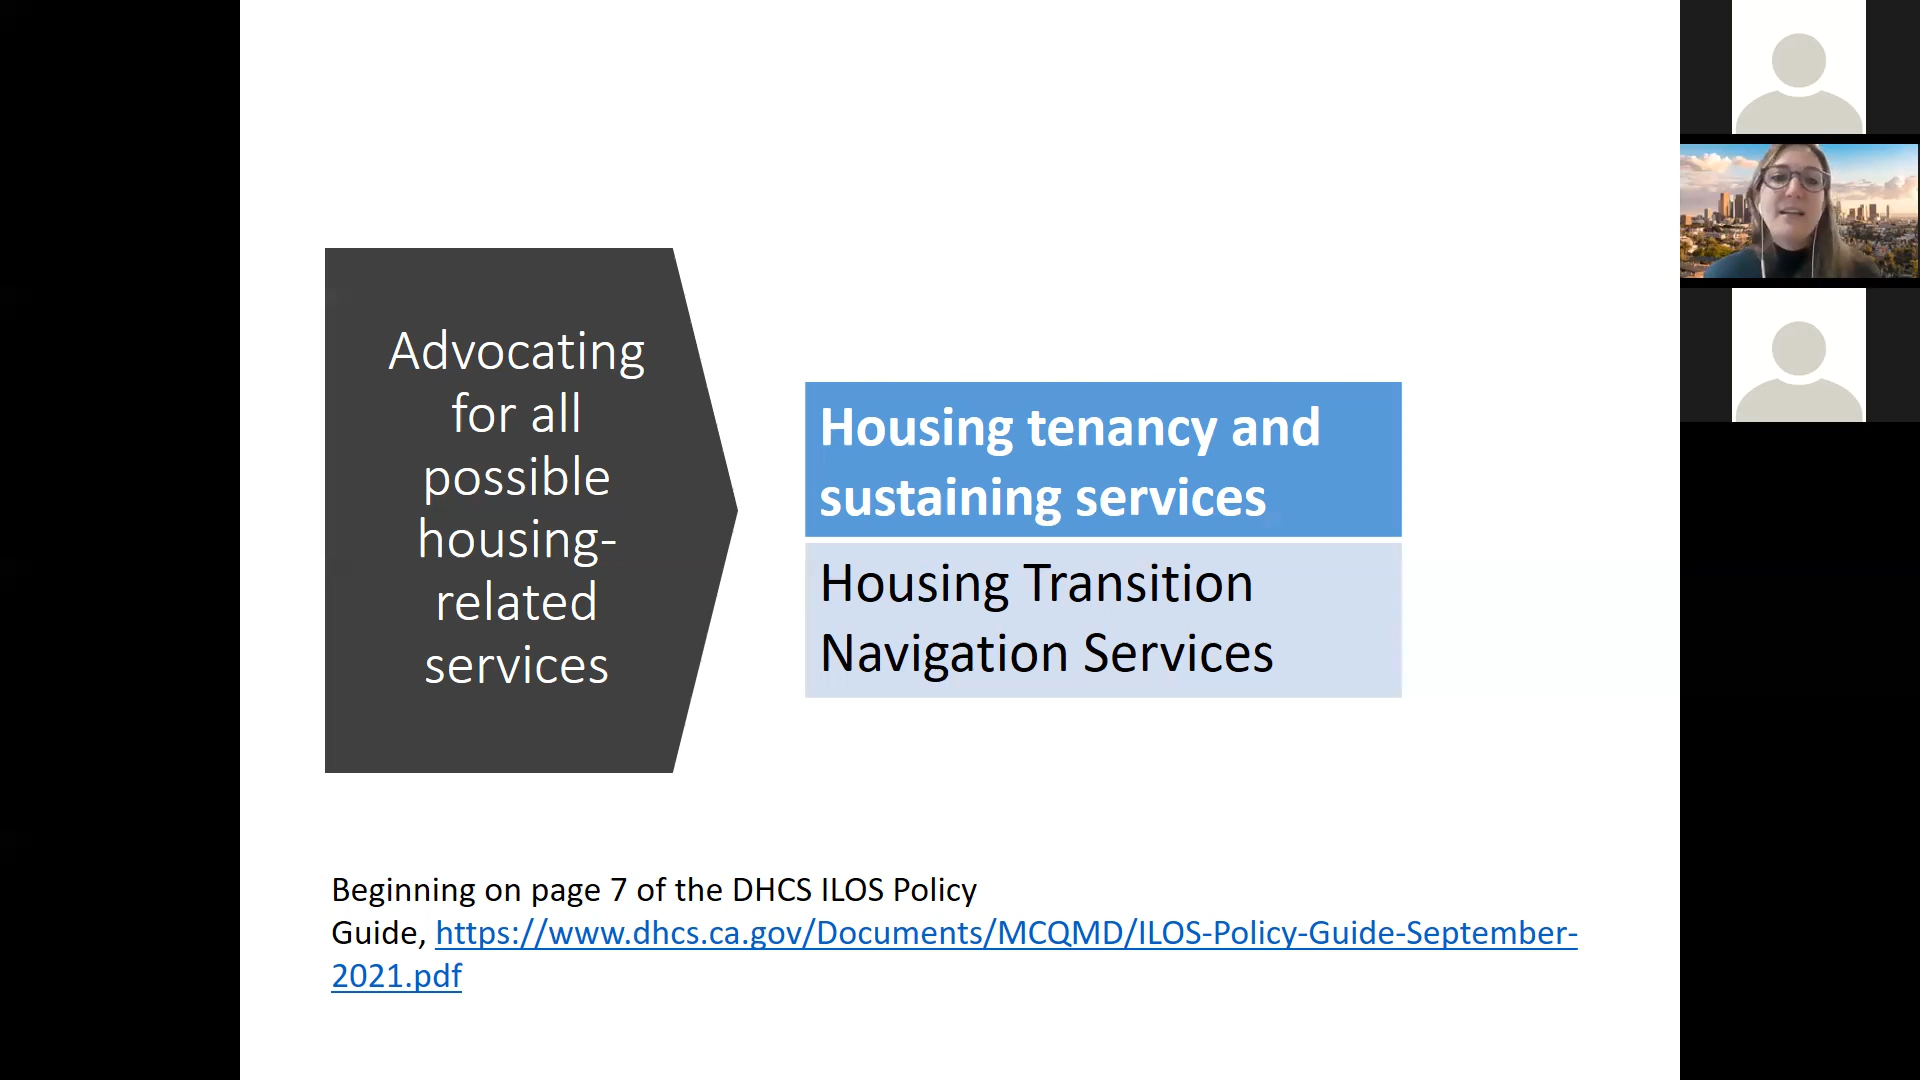 Advocating
for all
possible
housing-
related
services
Housing tenancy and
sustaining services
Housing Transition
Navigation Services
Beginning on page 7 of the DHCS ILOS Policy
Guide, https://www.dhcs.ca.gov/Documents/MCQMD/ILOS-Policy-Guide-September-
2021.pdf